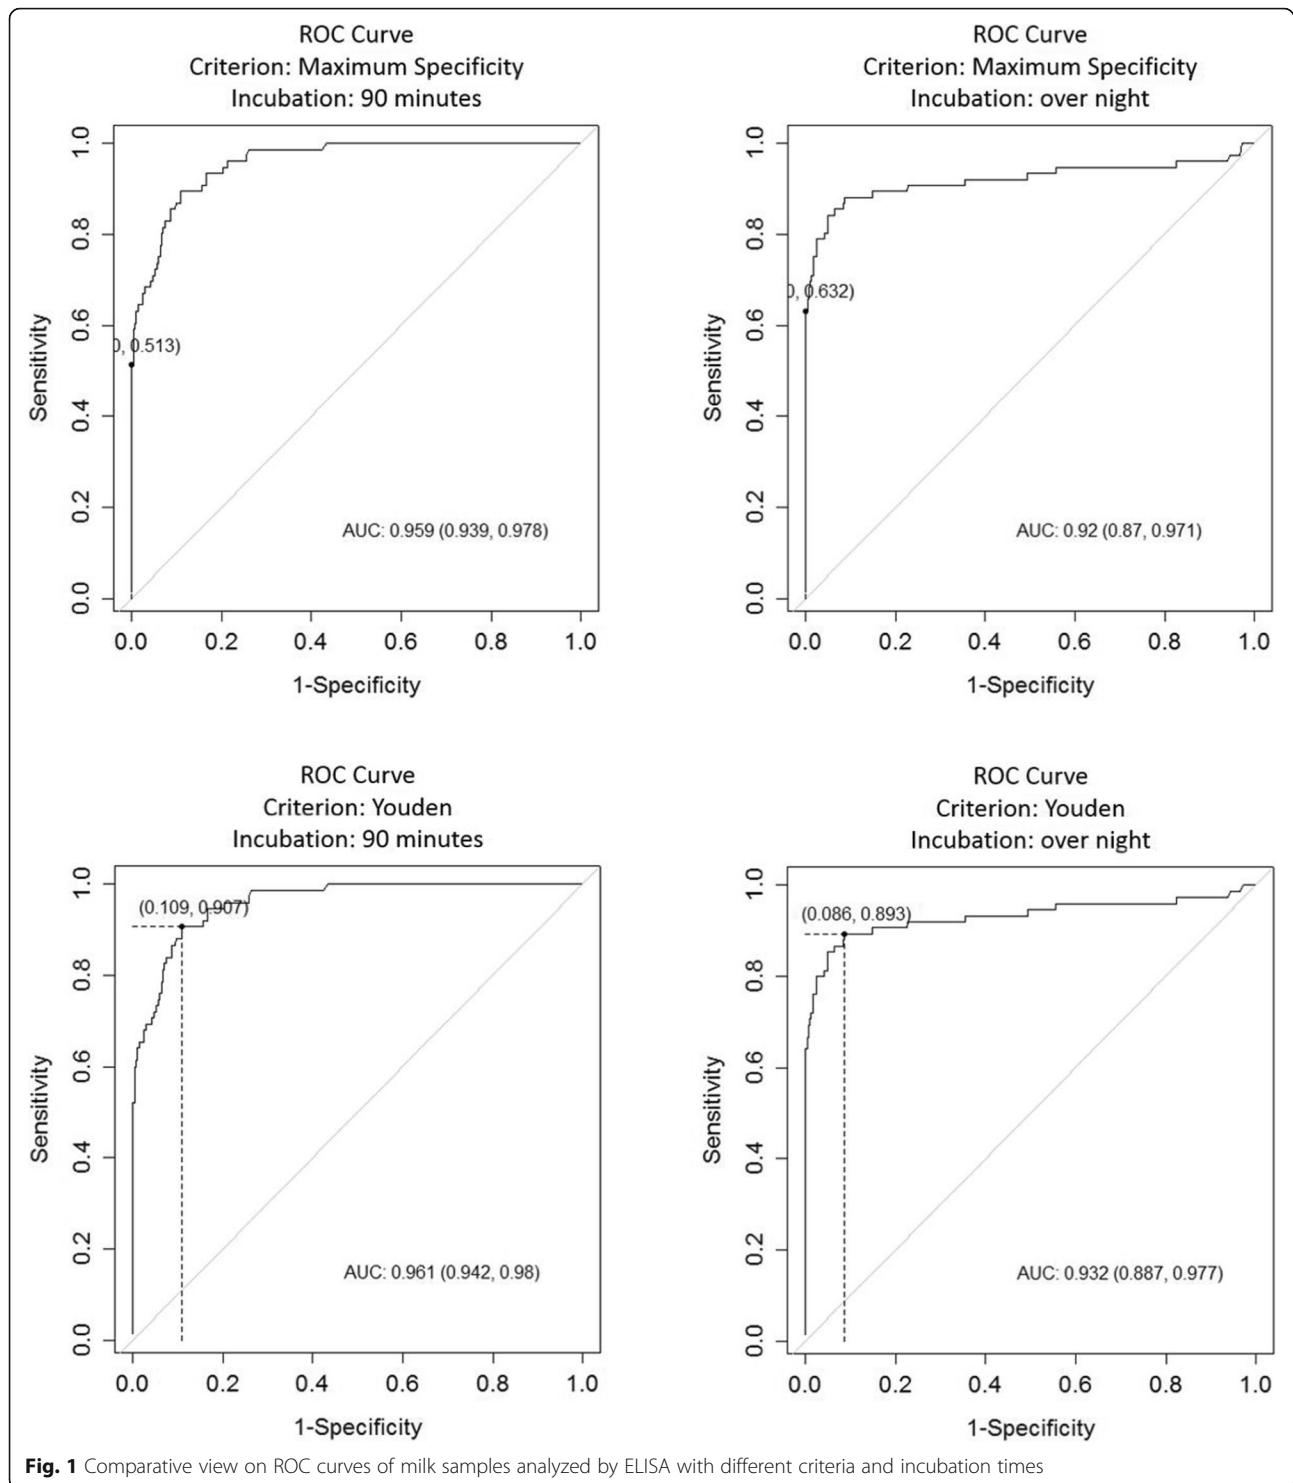 ROC Curve
Criterion: Maximum Specificity
Incubation: 90 minutes
1.0
0.8
0.6
0.4
0.2
0.0
Sensitivity
0, 0.513)
AUC: 0.959 (0.939, 0.978)
0.0 0.2 0.4 0.6 0.8 1.0
1-Specificity
ROC Curve
Criterion: Maximum Specificity
Incubation: over night
1.0
0.8
0.6
0.4
0.2
0.0
Sensitivity
0, 0.632)
AUC: 0.92 (0.87, 0.971)
0.0 0.2 0.4 0.6 0.8 1.0
1-Specificity
ROC Curve
Criterion: Youden
Incubation: 90 minutes
1.0
0.8
0.6
0.4
0.2
0.0
Sensitivity
(0.109, 0.907)
AUC: 0.961 (0.942, 0.98)
0.0 0.2 0.4 0.6 0.8 1.0
1-Specificity
ROC Curve
Criterion: Youden
Incubation: over night
1.0
0.8
0.6
0.4
0.2
0.0
Sensitivity
(0.086, 0.893)
AUC: 0.932 (0.887, 0.977)
0.0 0.2 0.4 0.6 0.8 1.0
1-Specificity
Fig. 1 Comparative view on ROC curves of milk samples analyzed by ELISA with different criteria and incubation times